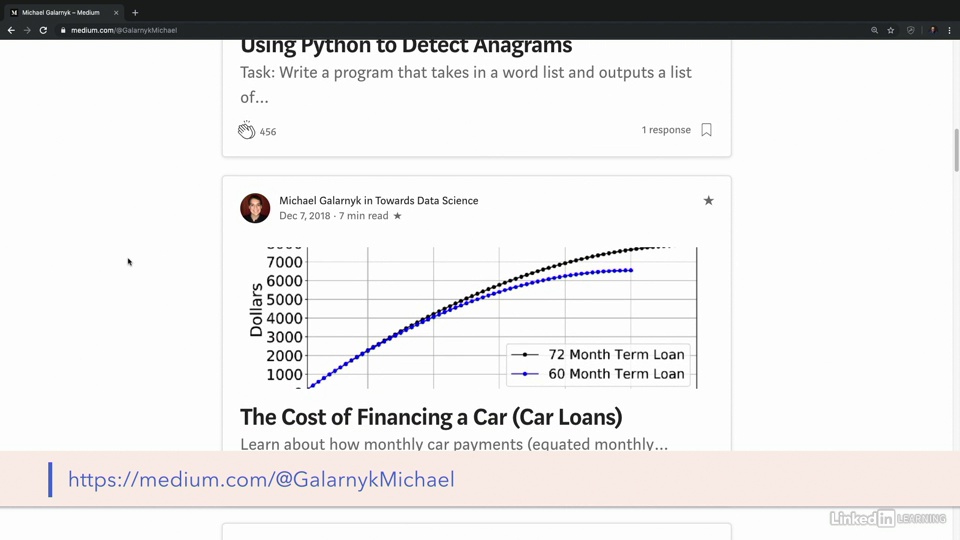 Michael Galarnyk – Medium
medium.com/@GalarnykMichael
Using Python to Detect Anagrams
Task: Write a program that takes in a word list and outputs a list
of...
456
1 response
Michael Galarnyk in Towards Data Science
Dec 7, 2018 · 7 min read ★
7000
6000
5000
4000
3000
2000
1000
Dollars
72 Month Term Loan
60 Month Term Loan
The Cost of Financing a Car (Car Loans)
Learn about how monthly car payments (equated monthly...
https://medium.com/@GalarnykMichael
LinkedIn LEARNING